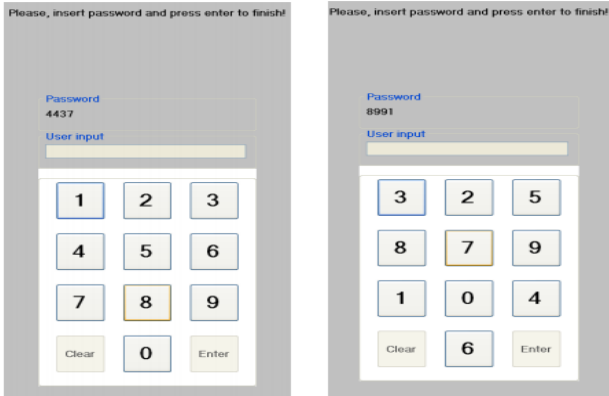 Please, insert password and press enter to finish!
Password
4437
User input
1 2 3
4 5 6
7 8 9
Clear 0 Enter
Please, insert password and press enter to finish!
Password
8991
User input
3 2 5
8 7 9
1 0 4
Clear 6 Enter